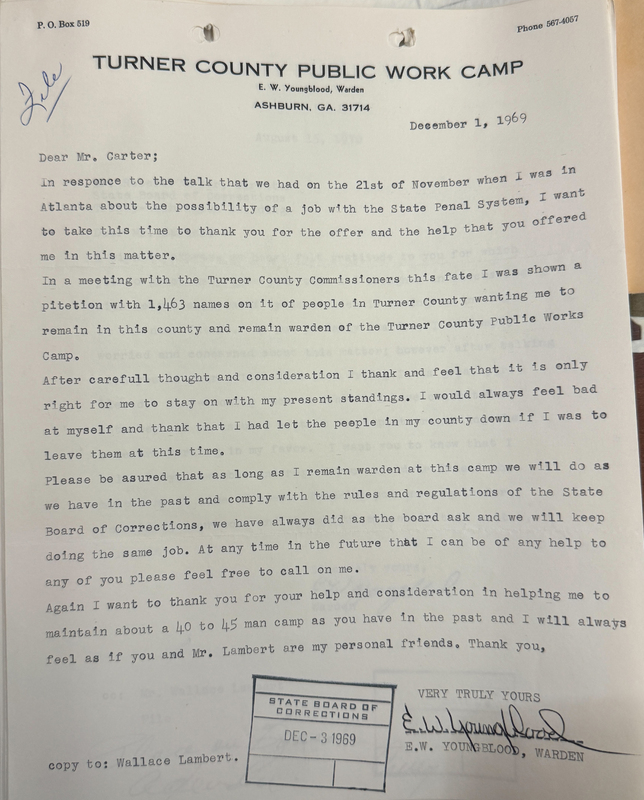 P. O. Box 519
Phone 567-4057
File
TURNER COUNTY PUBLIC WORK CAMP
E. W. Youngblood, Warden
ASHBURN, GA. 31714
December 1, 1969
Dear Mr. Carter;
In responce to the talk that we had on the 21st of November when I was in
Atlanta about the possibility of a job with the State Penal System, I want
to take this time to thank you for the offer and the help that you offered
me in this matter.
In a meeting with the Turner County Commissioners this fate I was shown a
pitetion with 1,463 names on it of people in Turner County wanting me to
remain in this county and remain warden of the Turner County Public Works
Camp.
After carefull thought and consideration I thank and feel that it is only
right for me to stay on with my present standings. I would always feel bad
at myself and thank that I had let the people in my county down if I was to
leave them at this time.
Please be asured that as long as I remain warden at this camp we will do as
we have in the past and comply with the rules and regulations of the State
Board of Corrections, we have always did as the board ask and we will keep
doing the same job. At any time in the future that I can be of any help to
any of you please feel free to call on me.
Again I want to thank you for your help and consideration in helping me to
maintain about a 40 to 45 man camp as you have in the past and I will always
feel as if you and Mr. Lambert are my personal friends. Thank you,
VERY TRULY YOURS
E.W. Youngblood
E.W. YOUNGBLOOD, WARDEN
STATE BOARD OF
CORRECTIONS
DEC -3 1969
copy to: Wallace Lambert.